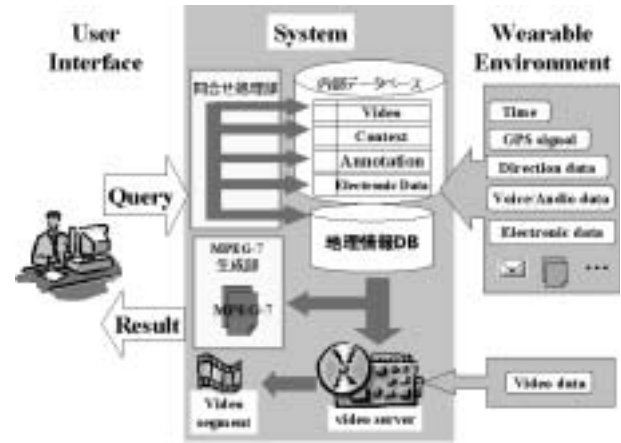 User
Interface
System
Wearable
Environment
問合せ処理部
内部データベース
Video
Context
Annotation
Electronic Data
地理情報DB
Query
Result
MPEG-7
生成部
MPEG-7
Video
segment
video server
Time
GPS signal
Direction data
Voice/Audio data
Electronic data
...
Video data